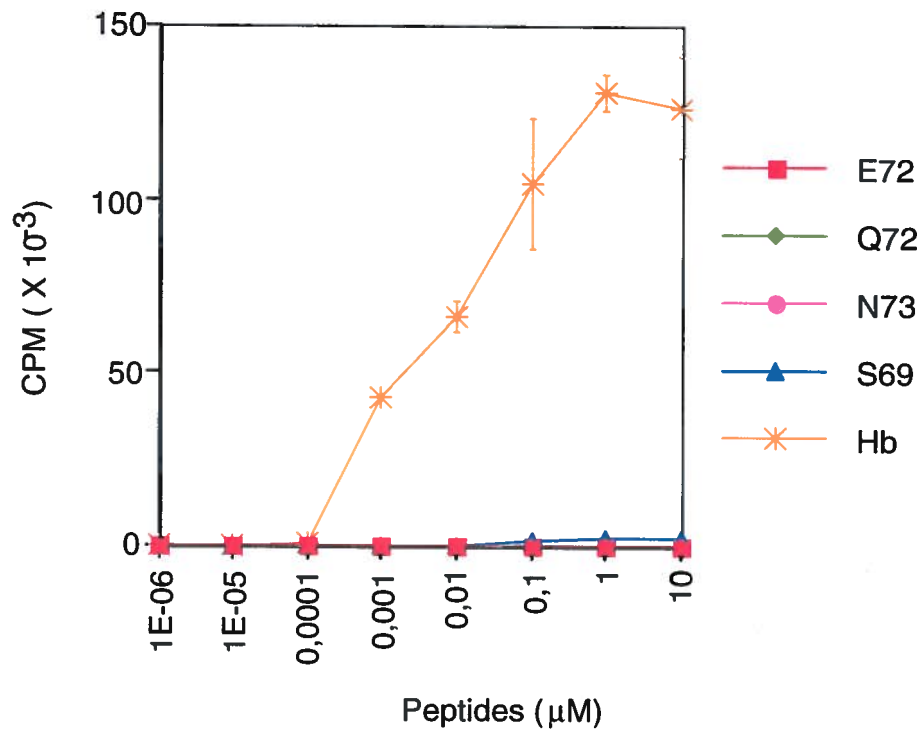 150
100
50
0
CPM ( X 10-3)
1E-06
1E-05
0,0001
0,001
0,01
0,1
1
10
Peptides (µM)
E72
Q72
N73
S69
Hb